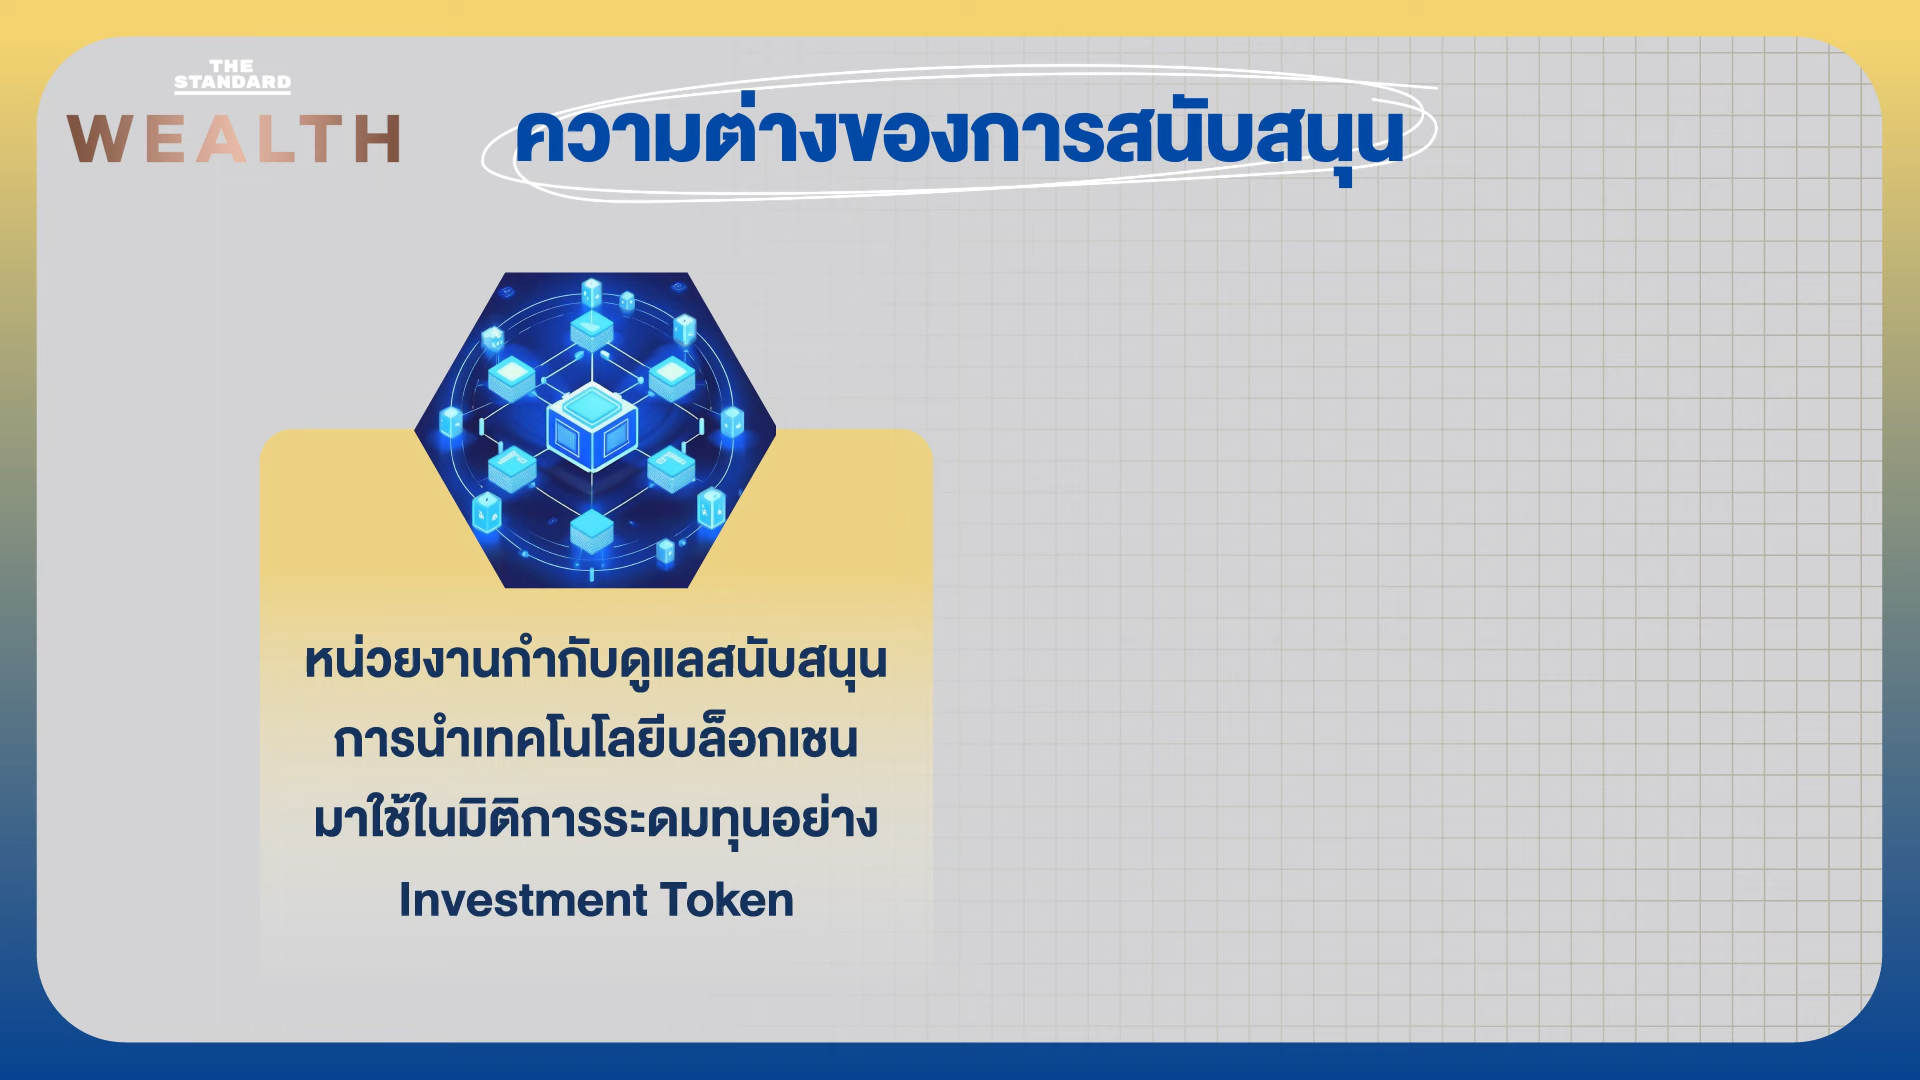 THE
STANDARD
WEALTH
ความต่างของการสนับสนุน
หน่วยงานกำกับดูแลสนับสนุน
การนำเทคโนโลยีบล็อกเชน
มาใช้ในมิติการระดมทุนอย่าง
Investment Token